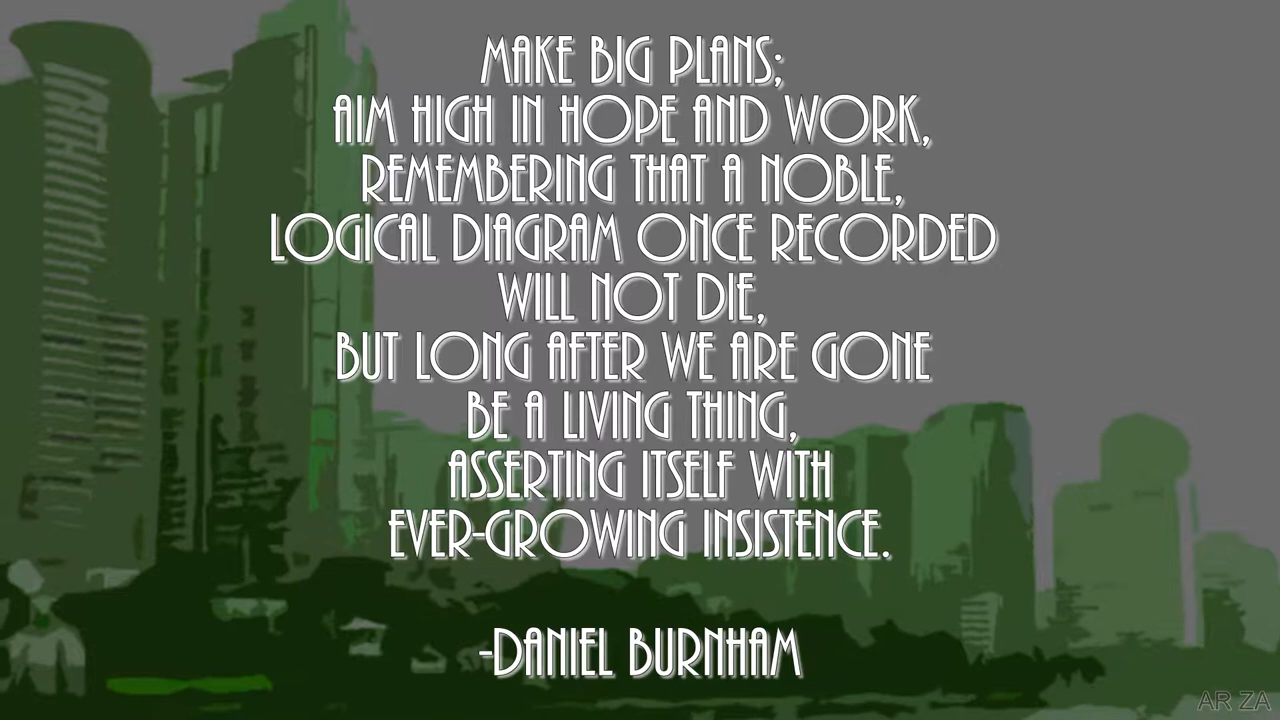 MAKE BIG PLANS;
AIM HIGH IN HOPE AND WORK,
REMEMBERING THAT A NOBLE,
LOGICAL DIAGRAM ONCE RECORDED
WILL NOT DIE,
BUT LONG AFTER WE ARE GONE
BE A LIVING THING,
ASSERTING ITSELF WITH
EVER-GROWING INSISTENCE.
-DANIEL BURNHAM
AR ZA